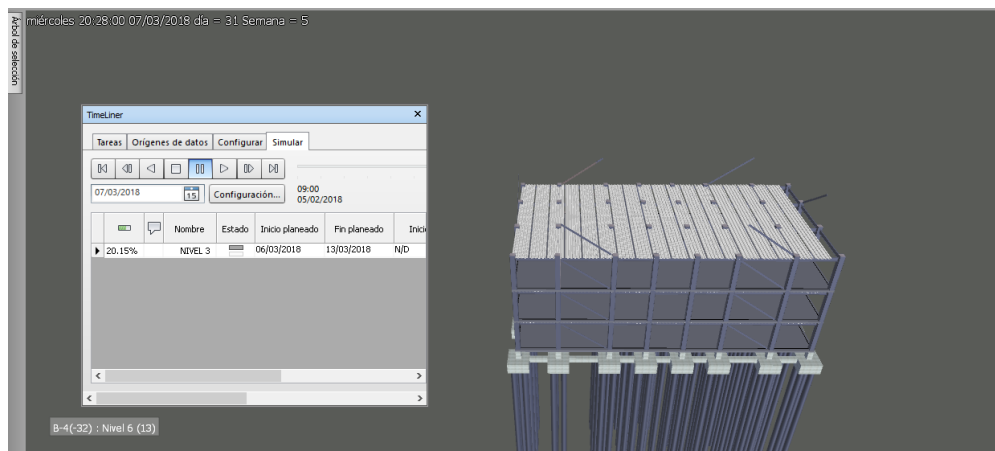 miércoles 20:28:00 07/03/2018 día = 31 Semana = 5
Árbol de selección
TimeLiner
Tareas Orígenes de datos Configurar Simular
07/03/2018 15 Configuración... 09:00
05/02/2018
Nombre Estado Inicio planeado Fin planeado Inici
20.15% NIVEL 3 06/03/2018 13/03/2018 N/D
B-4(-32) : Nivel 6 (13)